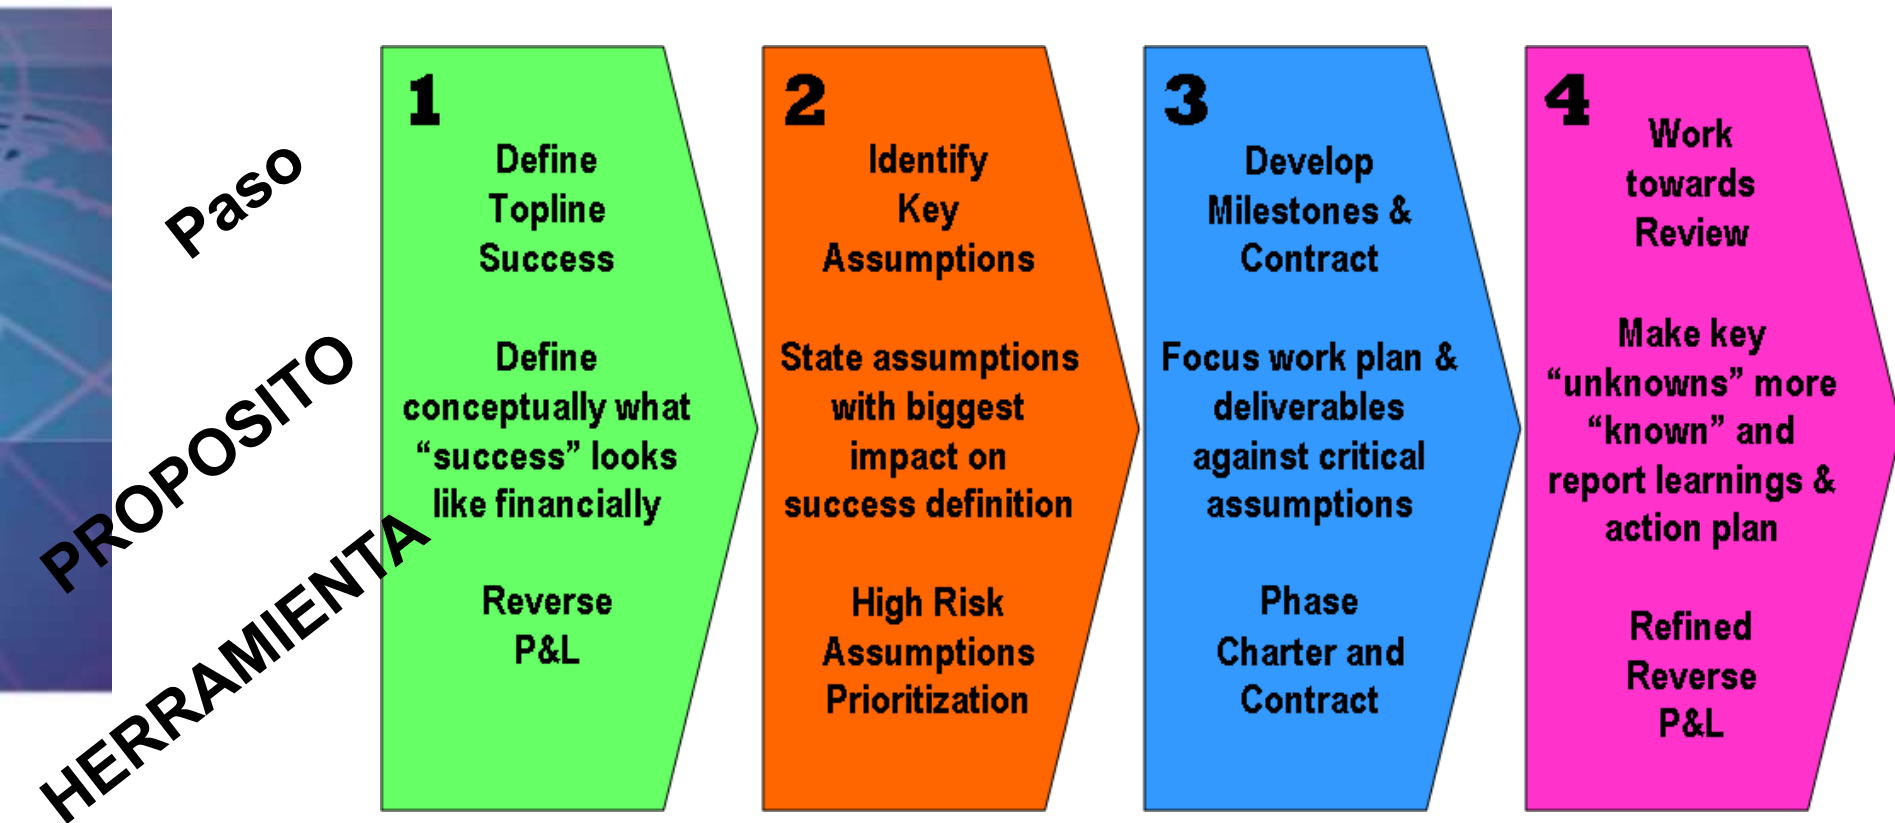 Paso
PROPOSITO
HERRAMIENTA
1
Define
Topline
Success
Define
conceptually what
“success” looks
like financially
Reverse
P&L
2
Identify
Key
Assumptions
State assumptions
with biggest
impact on
success definition
High Risk
Assumptions
Prioritization
3
Develop
Milestones &
Contract
Focus work plan &
deliverables
against critical
assumptions
Phase
Charter and
Contract
4
Work
towards
Review
Make key
“unknowns” more
“known” and
report learnings &
action plan
Refined
Reverse
P&L